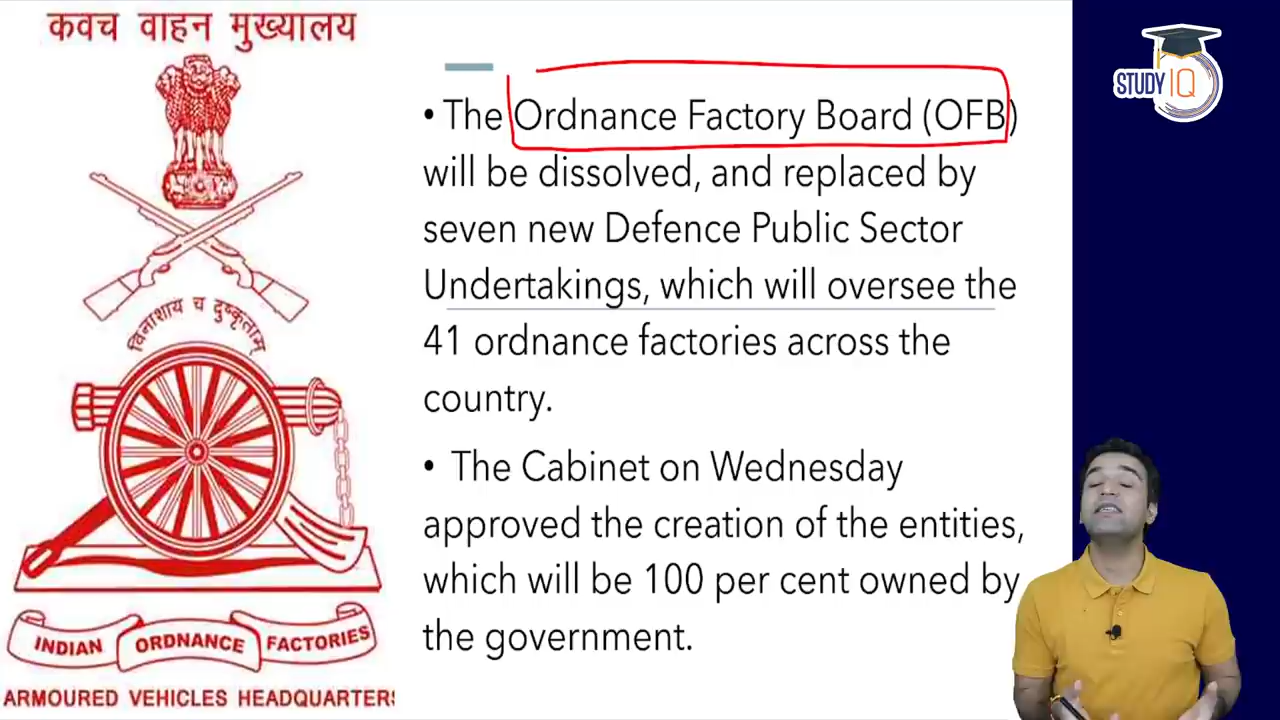 कवच वाहन मुख्यालय
विनाशाय च दुष्कृताम्
INDIAN ORDNANCE FACTORIES
ARMOURED VEHICLES HEADQUARTERS
• The Ordnance Factory Board (OFB)
will be dissolved, and replaced by
seven new Defence Public Sector
Undertakings, which will oversee the
41 ordnance factories across the
country.
• The Cabinet on Wednesday
approved the creation of the entities,
which will be 100 per cent owned by
the government.
STUDY IQ